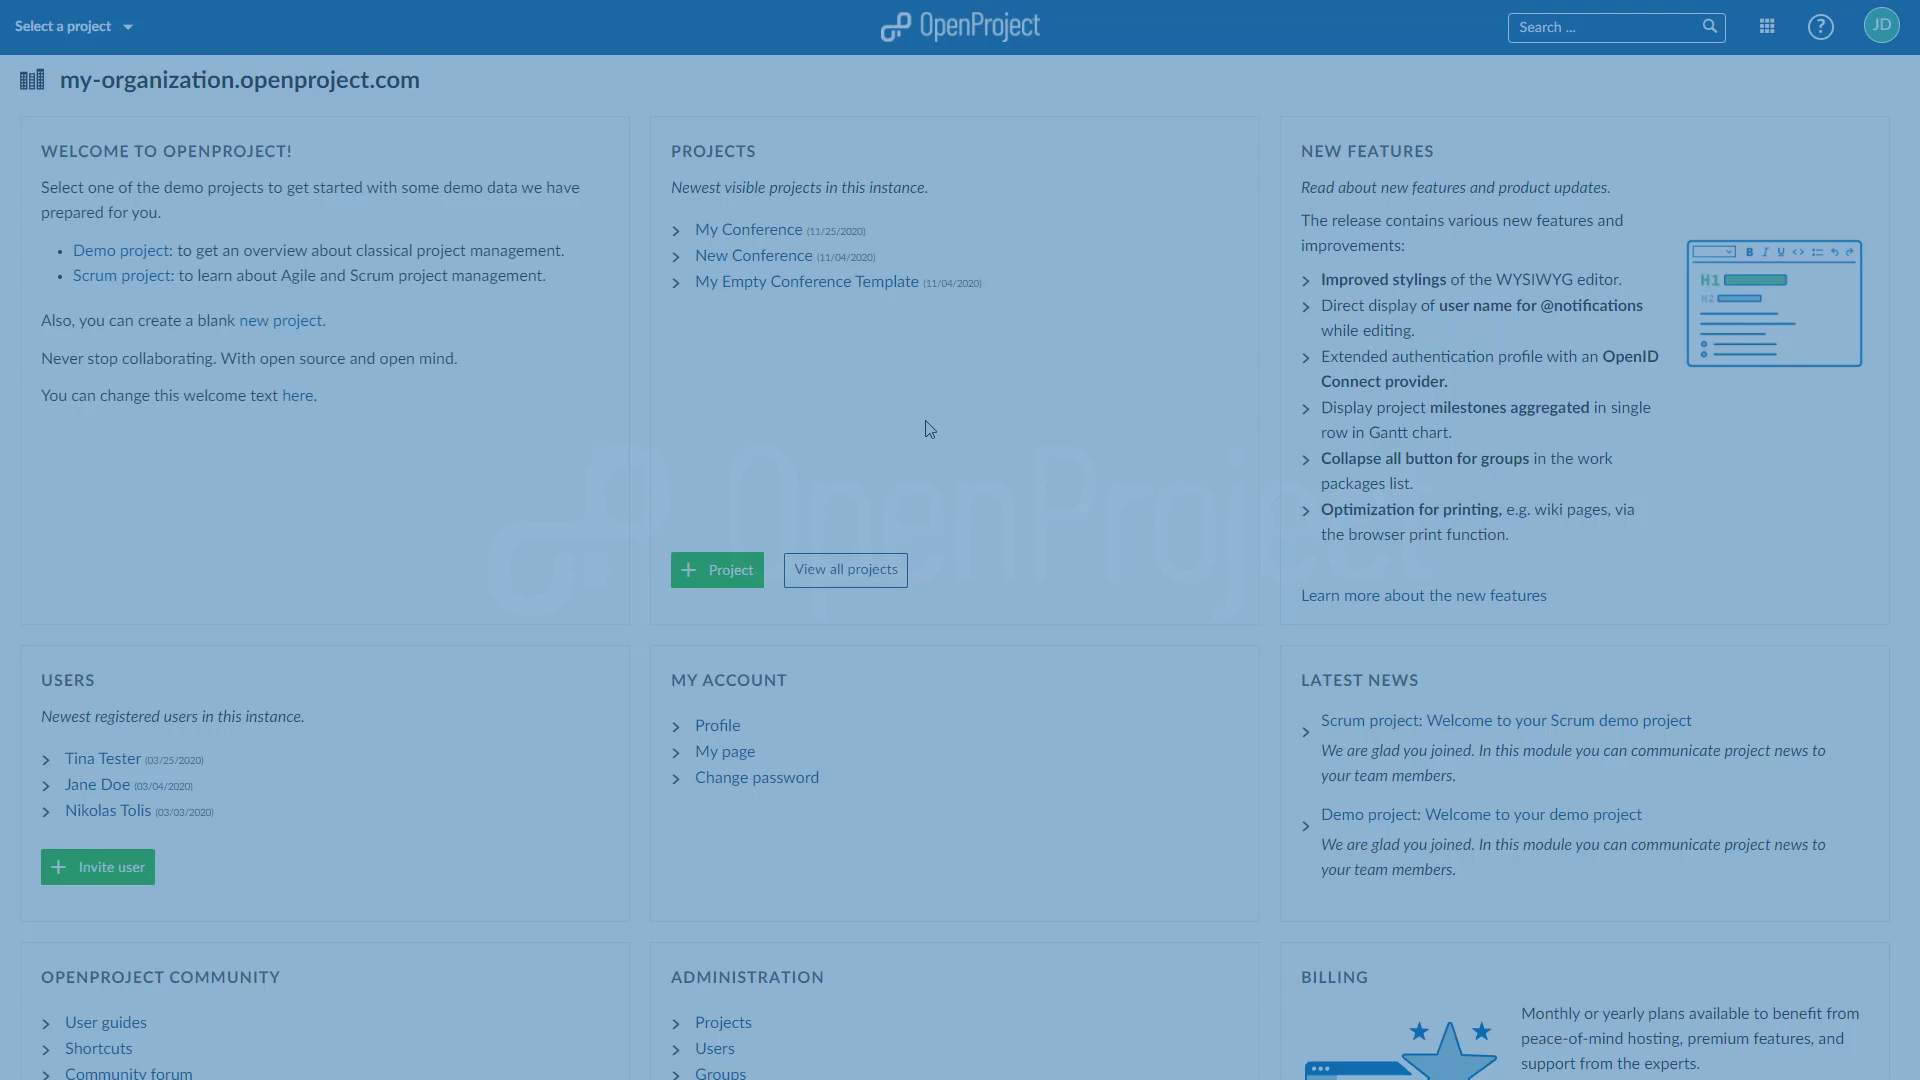 Select a project
OpenProject
Search ...
?
JD
my-organization.openproject.com
WELCOME TO OPENPROJECT!
Select one of the demo projects to get started with some demo data we have
prepared for you.
• Demo project: to get an overview about classical project management.
• Scrum project: to learn about Agile and Scrum project management.
Also, you can create a blank new project.
Never stop collaborating. With open source and open mind.
You can change this welcome text here.
PROJECTS
Newest visible projects in this instance.
My Conference (11/25/2020)
New Conference (11/04/2020)
My Empty Conference Template (11/04/2020)
+ Project
View all projects
OpenProject
NEW FEATURES
Read about new features and product updates.
The release contains various new features and
improvements:
Improved stylings of the WYSIWYG editor.
Direct display of user name for @notifications
while editing.
Extended authentication profile with an OpenID
Connect provider.
Display project milestones aggregated in single
row in Gantt chart.
Collapse all button for groups in the work
packages list.
Optimization for printing, e.g. wiki pages, via
the browser print function.
B I U <>
H1
H2
Learn more about the new features
USERS
Newest registered users in this instance.
Tina Tester (03/25/2020)
Jane Doe (03/04/2020)
Nikolas Tolis (03/03/2020)
+ Invite user
MY ACCOUNT
Profile
My page
Change password
LATEST NEWS
Scrum project: Welcome to your Scrum demo project
We are glad you joined. In this module you can communicate project news to
your team members.
Demo project: Welcome to your demo project
We are glad you joined. In this module you can communicate project news to
your team members.
OPENPROJECT COMMUNITY
User guides
Shortcuts
Community forum
ADMINISTRATION
Projects
Users
Groups
BILLING
Monthly or yearly plans available to benefit from
peace-of-mind hosting, premium features, and
support from the experts.